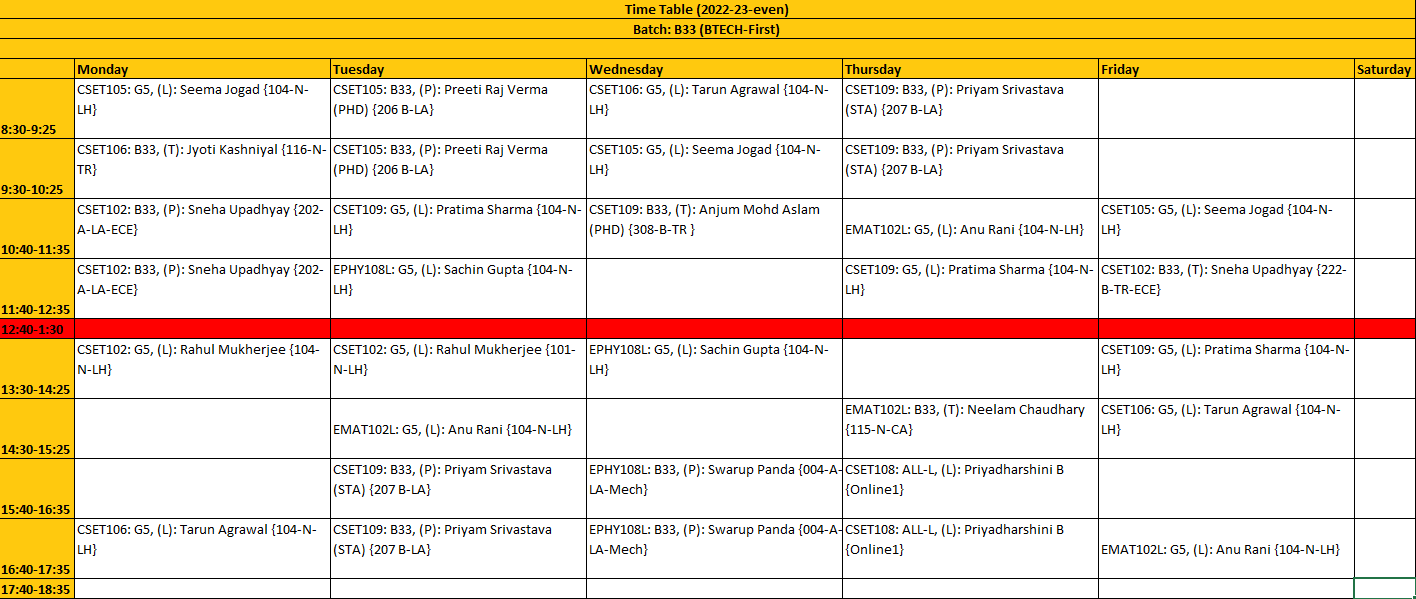 Time Table (2022-23-even)
Batch: B33 (BTECH-First)
Monday Tuesday Wednesday Thursday Friday Saturday
CSET105: G5, (L): Seema Jogad {104-N- CSET105: B33, (P): Preeti Raj Verma CSET106: G5, (L): Tarun Agrawal {104-N- CSET109: B33, (P): Priyam Srivastava
LH} (PHD) {206 B-LA} LH} (STA) {207 B-LA}
8:30-9:25
CSET106: B33, (T): Jyoti Kashniyal {116-N- CSET105: B33, (P): Preeti Raj Verma CSET105: G5, (L): Seema Jogad {104-N- CSET109: B33, (P): Priyam Srivastava
TR} (PHD) {206 B-LA} LH} (STA) {207 B-LA}
9:30-10:25
CSET102: B33, (P): Sneha Upadhyay {202- CSET109: G5, (L): Pratima Sharma {104-N- CSET109: B33, (T): Anjum Mohd Aslam CSET105: G5, (L): Seema Jogad {104-N-
A-LA-ECE} LH} (PHD) {308-B-TR } EMAT102L: G5, (L): Anu Rani {104-N-LH} LH}
10:40-11:35
CSET102: B33, (P): Sneha Upadhyay {202- EPHY108L: G5, (L): Sachin Gupta {104-N- CSET109: G5, (L): Pratima Sharma {104-N- CSET102: B33, (T): Sneha Upadhyay {222-
A-LA-ECE} LH} LH} B-TR-ECE}
11:40-12:35
12:40-1:30
CSET102: G5, (L): Rahul Mukherjee {104- CSET102: G5, (L): Rahul Mukherjee {101- EPHY108L: G5, (L): Sachin Gupta {104-N- CSET109: G5, (L): Pratima Sharma {104-N-
N-LH} N-LH} LH} LH}
13:30-14:25
EMAT102L: B33, (T): Neelam Chaudhary CSET106: G5, (L): Tarun Agrawal {104-N-
EMAT102L: G5, (L): Anu Rani {104-N-LH} {115-N-CA} LH}
14:30-15:25
CSET109: B33, (P): Priyam Srivastava EPHY108L: B33, (P): Swarup Panda {004-A- CSET108: ALL-L, (L): Priyadharshini B
(STA) {207 B-LA} LA-Mech} {Online1}
15:40-16:35
CSET106: G5, (L): Tarun Agrawal {104-N- CSET109: B33, (P): Priyam Srivastava EPHY108L: B33, (P): Swarup Panda {004-A- CSET108: ALL-L, (L): Priyadharshini B
LH} (STA) {207 B-LA} LA-Mech} {Online1} EMAT102L: G5, (L): Anu Rani {104-N-LH}
16:40-17:35
17:40-18:35